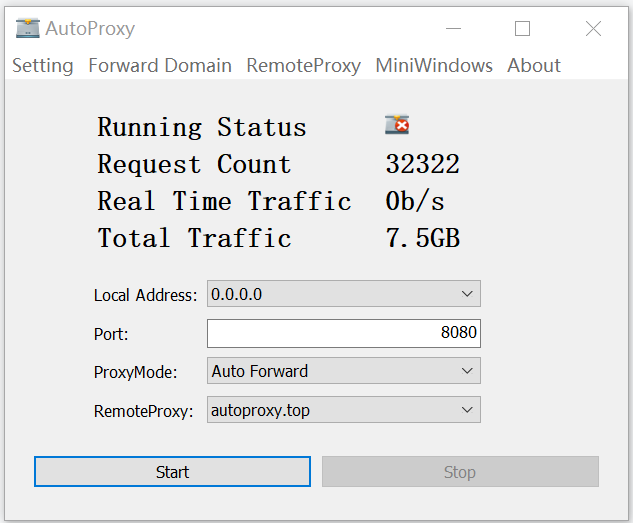 AutoProxy
Setting Forward Domain RemoteProxy MiniWindows About
Running Status
Request Count 32322
Real Time Traffic 0b/s
Total Traffic 7.5GB
Local Address: 0.0.0.0
Port: 8080
ProxyMode: Auto Forward
RemoteProxy: autoproxy.top
Start Stop